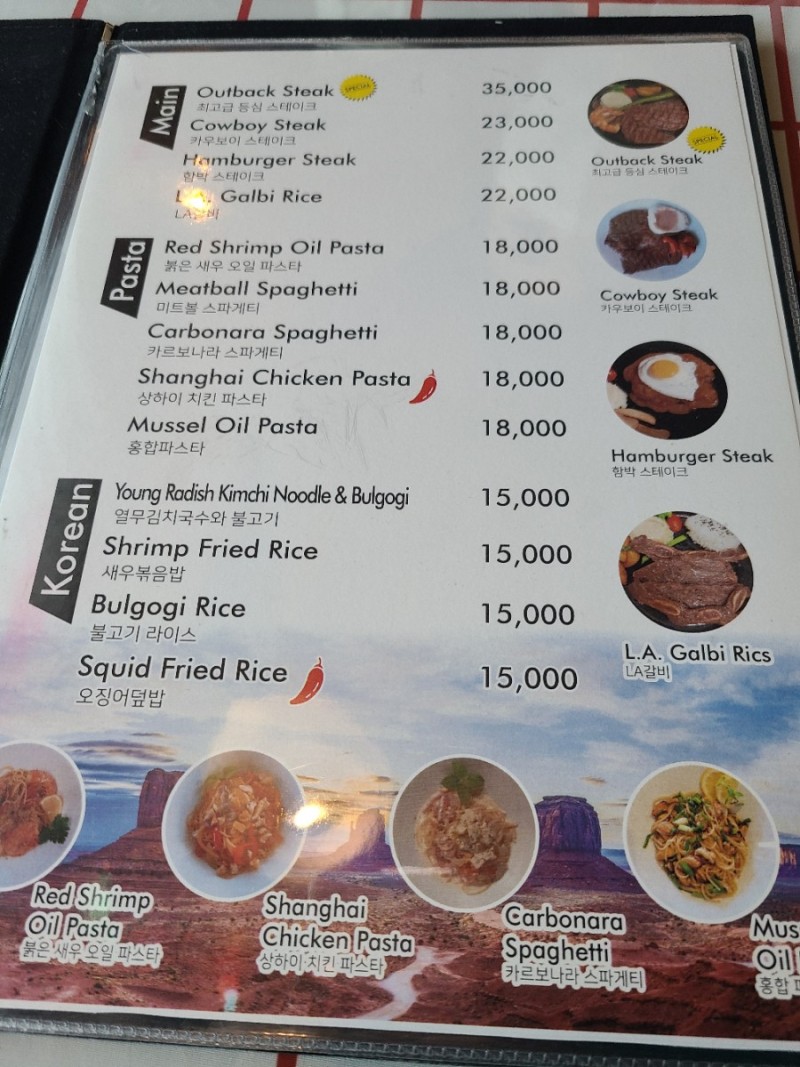 Main
Outback Steak SPECIAL 35,000
최고급 등심 스테이크
Cowboy Steak 23,000
카우보이 스테이크
Hamburger Steak 22,000
함박 스테이크
L.A. Galbi Rice 22,000
LA갈비
Pasta
Red Shrimp Oil Pasta 18,000
붉은 새우 오일 파스타
Meatball Spaghetti 18,000
미트볼 스파게티
Carbonara Spaghetti 18,000
카르보나라 스파게티
Shanghai Chicken Pasta 18,000
상하이 치킨 파스타
Mussel Oil Pasta 18,000
홍합파스타
Korean
Young Radish Kimchi Noodle & Bulgogi 15,000
열무김치국수와 불고기
Shrimp Fried Rice 15,000
새우볶음밥
Bulgogi Rice 15,000
불고기 라이스
Squid Fried Rice 15,000
오징어덮밥
SPECIAL
Outback Steak
최고급 등심 스테이크
Cowboy Steak
카우보이 스테이크
Hamburger Steak
함박 스테이크
L.A. Galbi Rics
LA갈비
Red Shrimp
Oil Pasta
붉은 새우 오일 파스타
Shanghai
Chicken Pasta
상하이 치킨 파스타
Carbonara
Spaghetti
카르보나라 스파게티
Mus
Oil
홍합